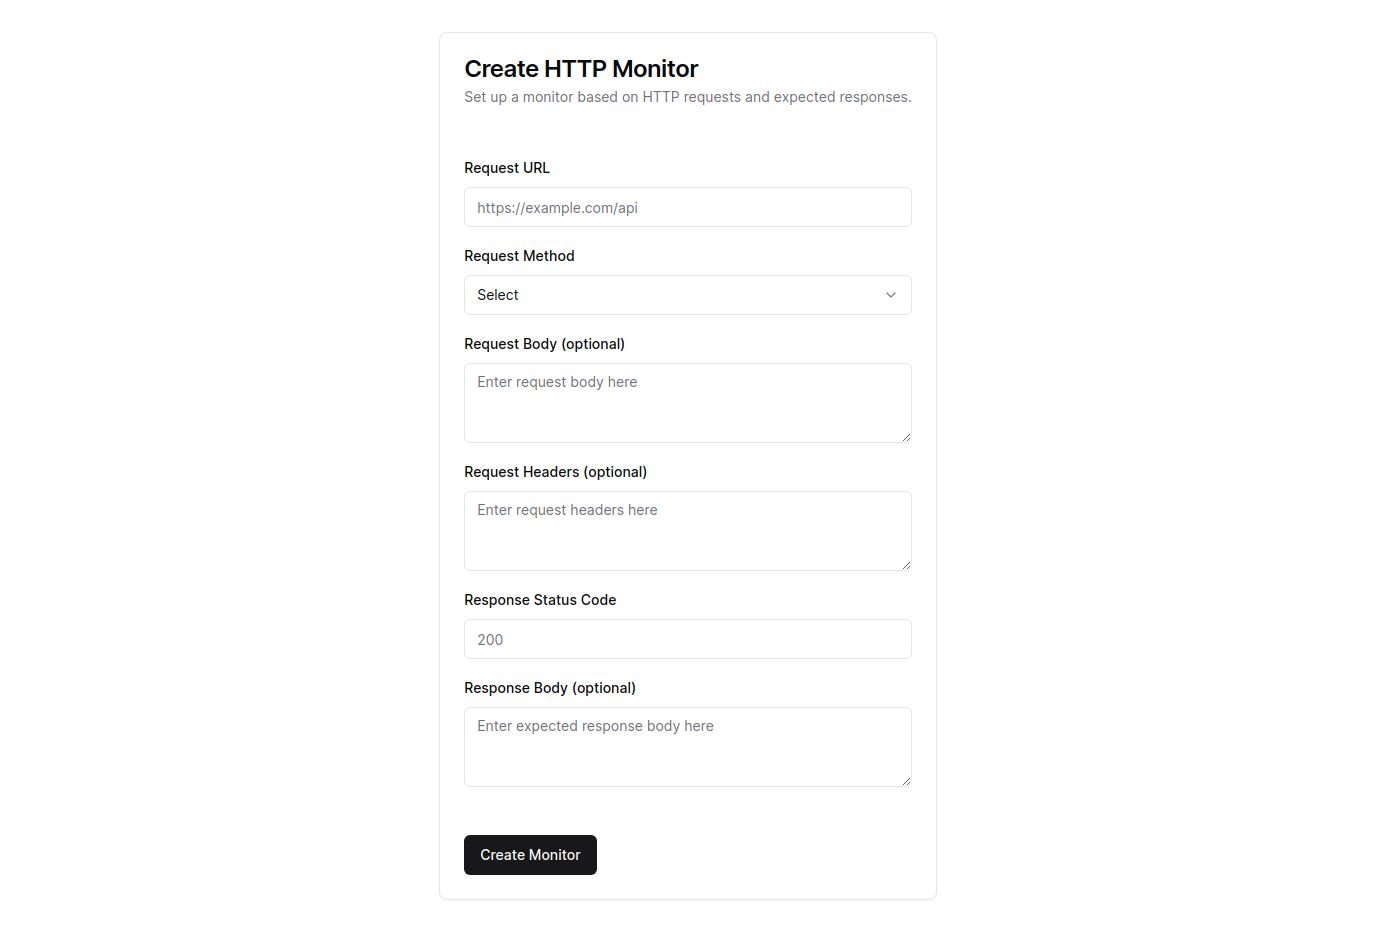 Create HTTP Monitor
Set up a monitor based on HTTP requests and expected responses.
Request URL
https://example.com/api
Request Method
Select
Request Body (optional)
Enter request body here
Request Headers (optional)
Enter request headers here
Response Status Code
200
Response Body (optional)
Enter expected response body here
Create Monitor